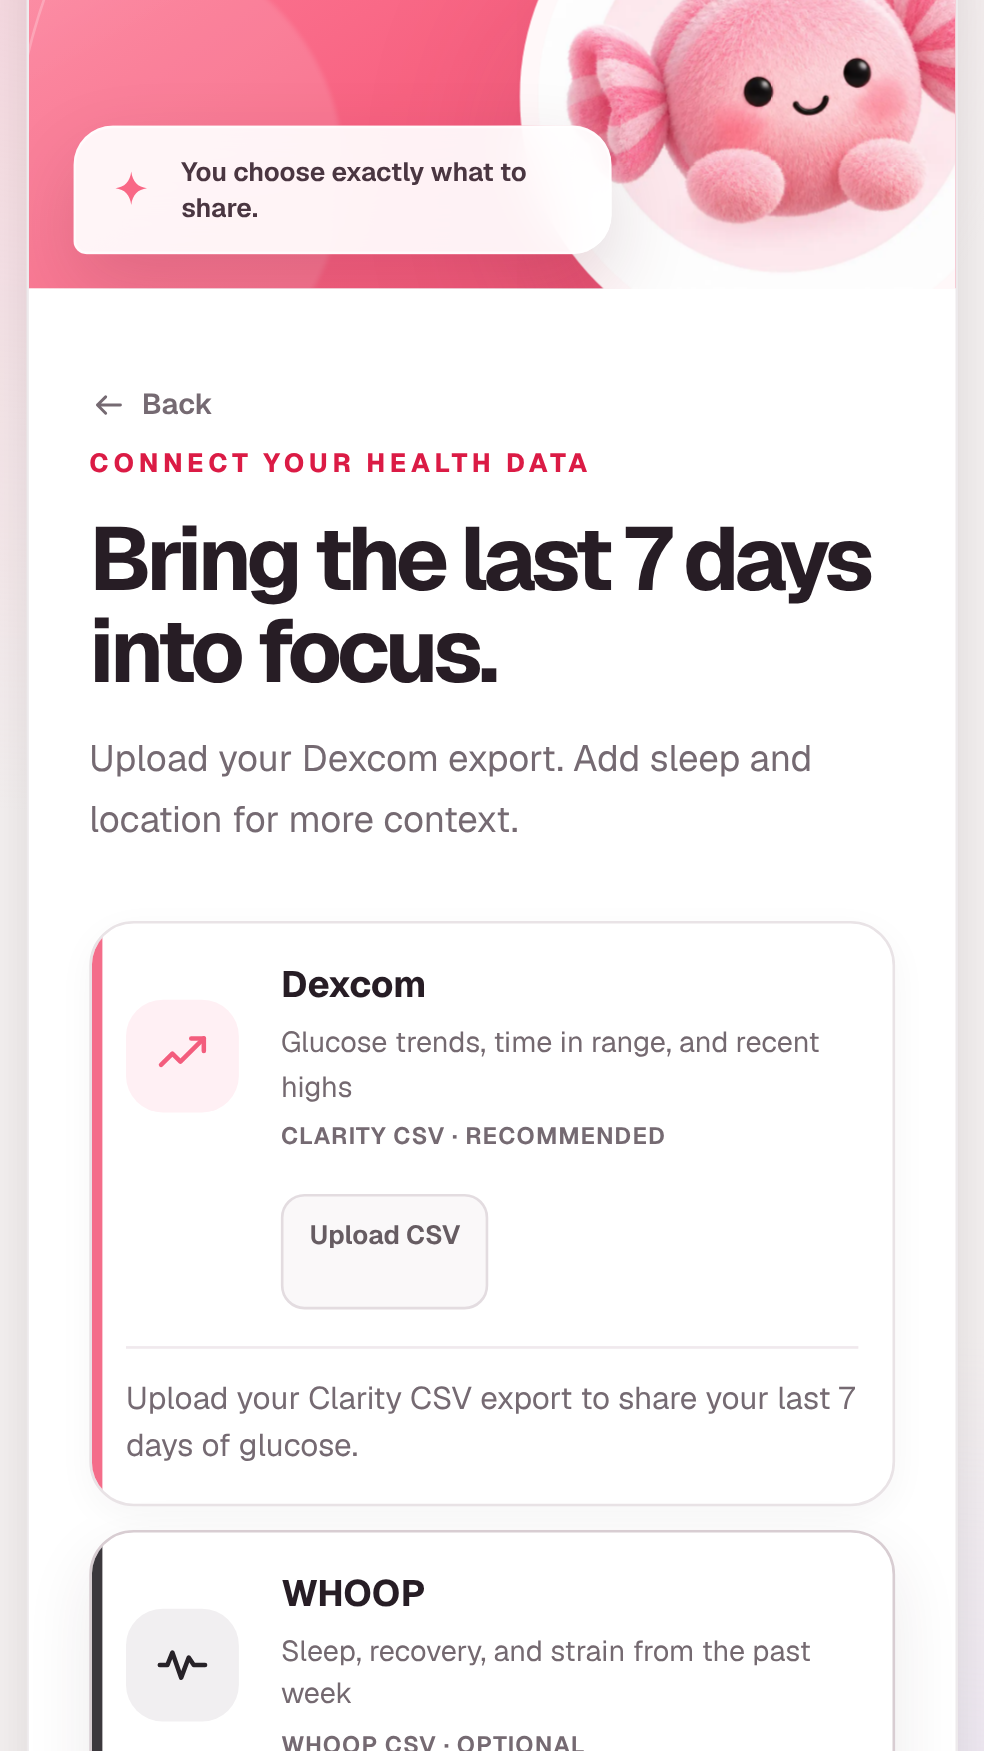 You choose exactly what to
share.
← Back
CONNECT YOUR HEALTH DATA
Bring the last 7 days
into focus.
Upload your Dexcom export. Add sleep and
location for more context.
Dexcom
Glucose trends, time in range, and recent
highs
CLARITY CSV · RECOMMENDED
Upload CSV
Upload your Clarity CSV export to share your last 7
days of glucose.
WHOOP
Sleep, recovery, and strain from the past
week
WHOOP CSV · OPTIONAL